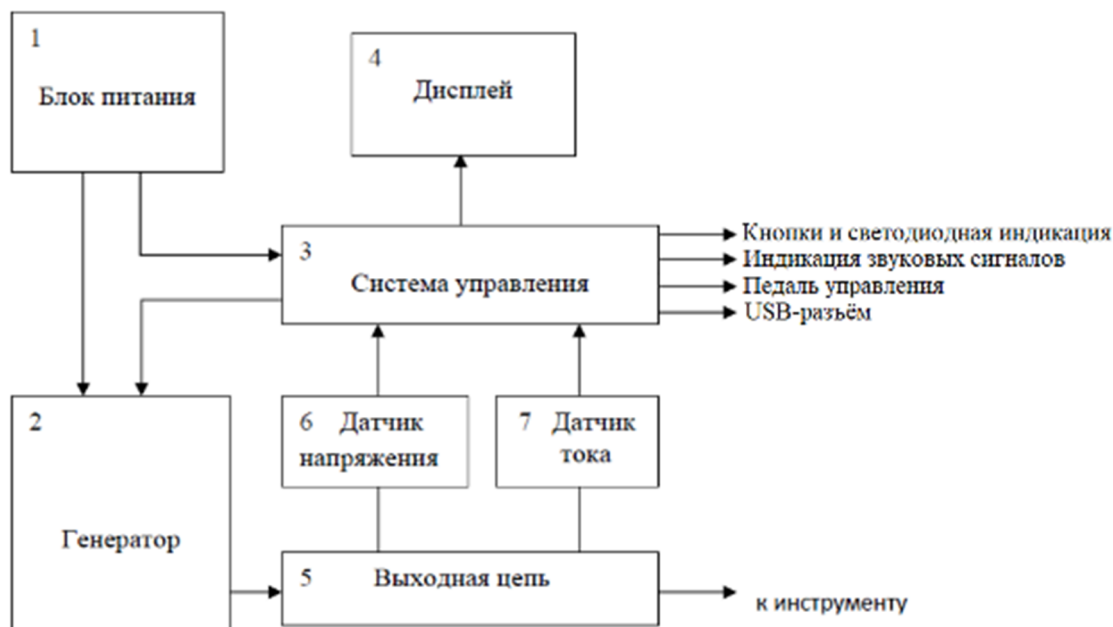 1
Блок питания
4
Дисплей
3
Система управления
Кнопки и светодиодная индикация
Индикация звуковых сигналов
Педаль управления
USB-разъём
2
Генератор
6 Датчик
напряжения
7 Датчик
тока
5 Выходная цепь
к инструменту